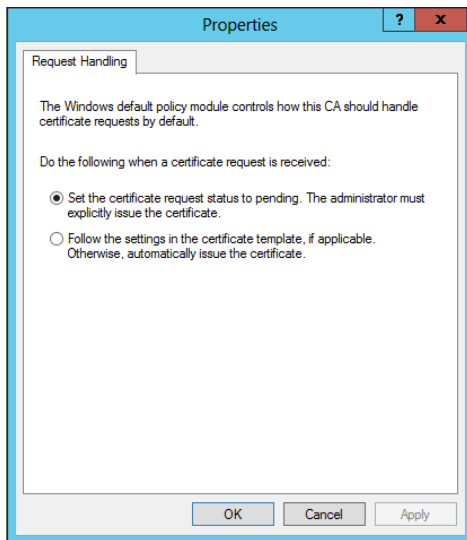 Properties
?
x
Request Handling
The Windows default policy module controls how this CA should handle
certificate requests by default.
Do the following when a certificate request is received:
Set the certificate request status to pending. The administrator must
explicitly issue the certificate.
Follow the settings in the certificate template, if applicable.
Otherwise, automatically issue the certificate.
OK
Cancel
Apply